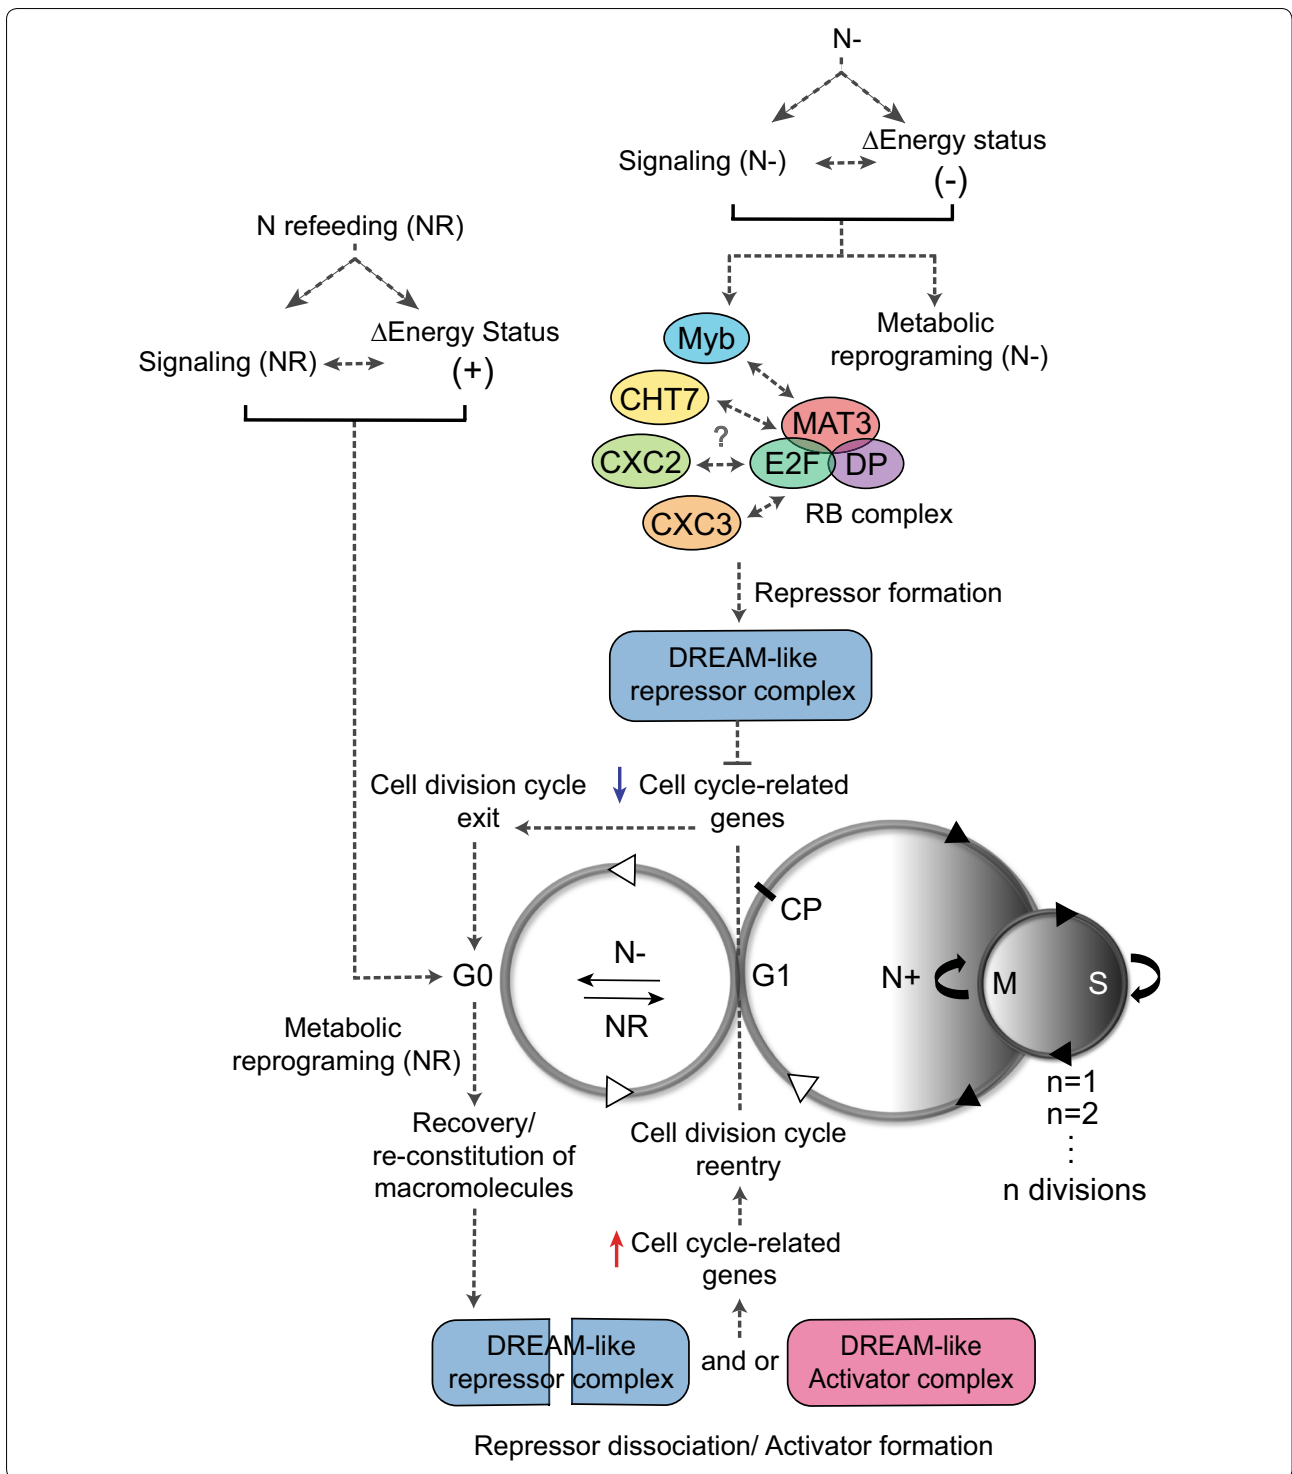 N-
Signaling (N-)
ΔEnergy status
(-)
N refeeding (NR)
Signaling (NR)
ΔEnergy Status
(+)
Metabolic
reprograming (N-)
Myb
CHT7
MAT3
?
CXC2
E2F
DP
CXC3
RB complex
Repressor formation
DREAM-like
repressor complex
Cell division cycle
exit
Cell cycle-related
genes
CP
N-
NR
G0
G1
N+
M
S
n=1
n=2
⋮
n divisions
Metabolic
reprograming (NR)
Recovery/
re-constitution of
macromolecules
Cell division cycle
reentry
Cell cycle-related
genes
DREAM-like
repressor complex
and or
DREAM-like
Activator complex
Repressor dissociation/ Activator formation